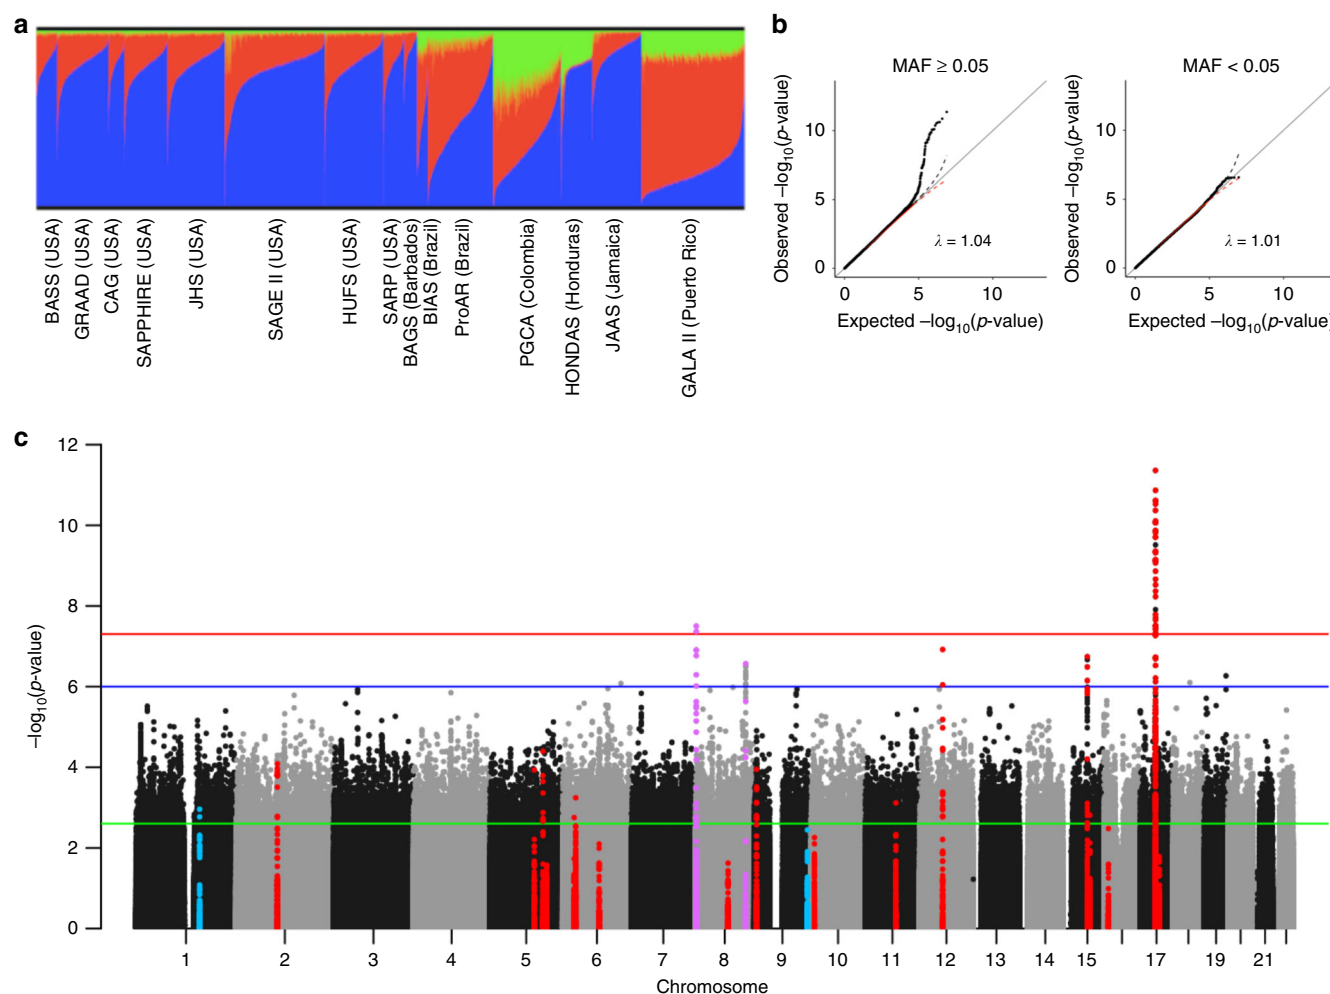 a
BASS (USA)
GRAAD (USA)
CAG (USA)
SAPPHIRE (USA)
JHS (USA)
SAGE II (USA)
HUFS (USA)
SARP (USA)
BAGS (Barbados)
BIAS (Brazil)
ProAR (Brazil)
PGCA (Colombia)
HONDAS (Honduras)
JAAS (Jamaica)
GALA II (Puerto Rico)
b
MAF ≥ 0.05
Observed –log10(p-value)
10
5
0
λ = 1.04
0 5 10
Expected –log10(p-value)
MAF < 0.05
Observed –log10(p-value)
10
5
0
λ = 1.01
0 5 10
Expected –log10(p-value)
c
–log10(p-value)
12
10
8
6
4
2
0
1 2 3 4 5 6 7 8 9 10 11 12 13 14 15 17 19 21
Chromosome